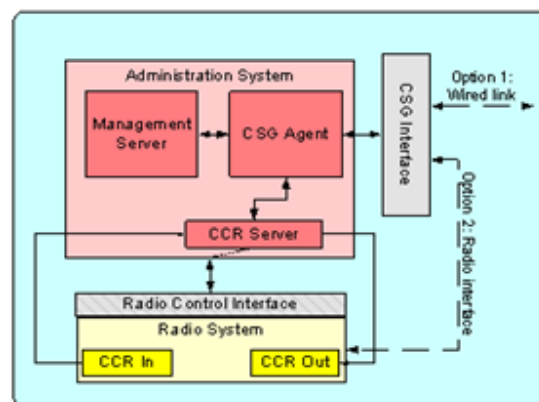 Administration System
Management
Server
CSG Agent
CSG Interface
Option 1:
Wired link
Option 2: Radio interface
CCR Server
Radio Control Interface
Radio System
CCR In
CCR Out